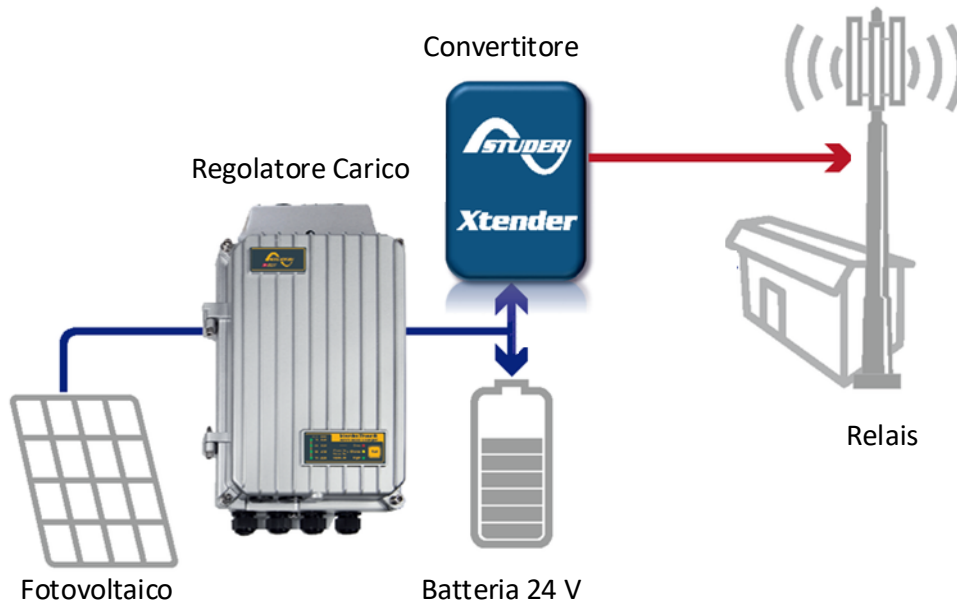 Convertitore
STUDER
Xtender
Regolatore Carico
Relais
Fotovoltaico
Batteria 24 V